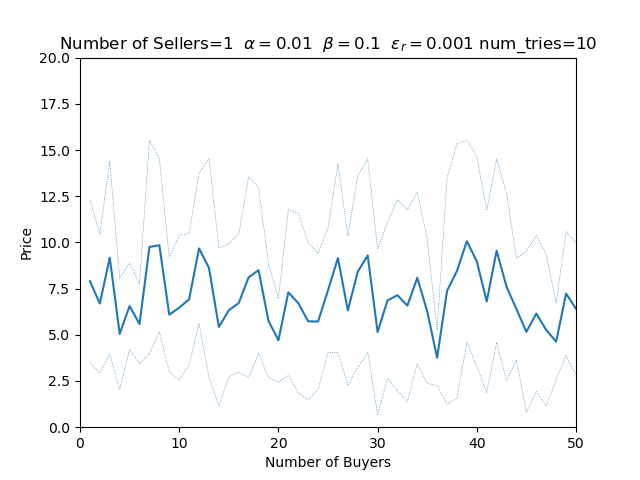 Number of Sellers=1 α = 0.01 β = 0.1 εᵣ = 0.001 num_tries=10
20.0
17.5
15.0
12.5
10.0
7.5
5.0
2.5
0.0
Price
0 10 20 30 40 50
Number of Buyers